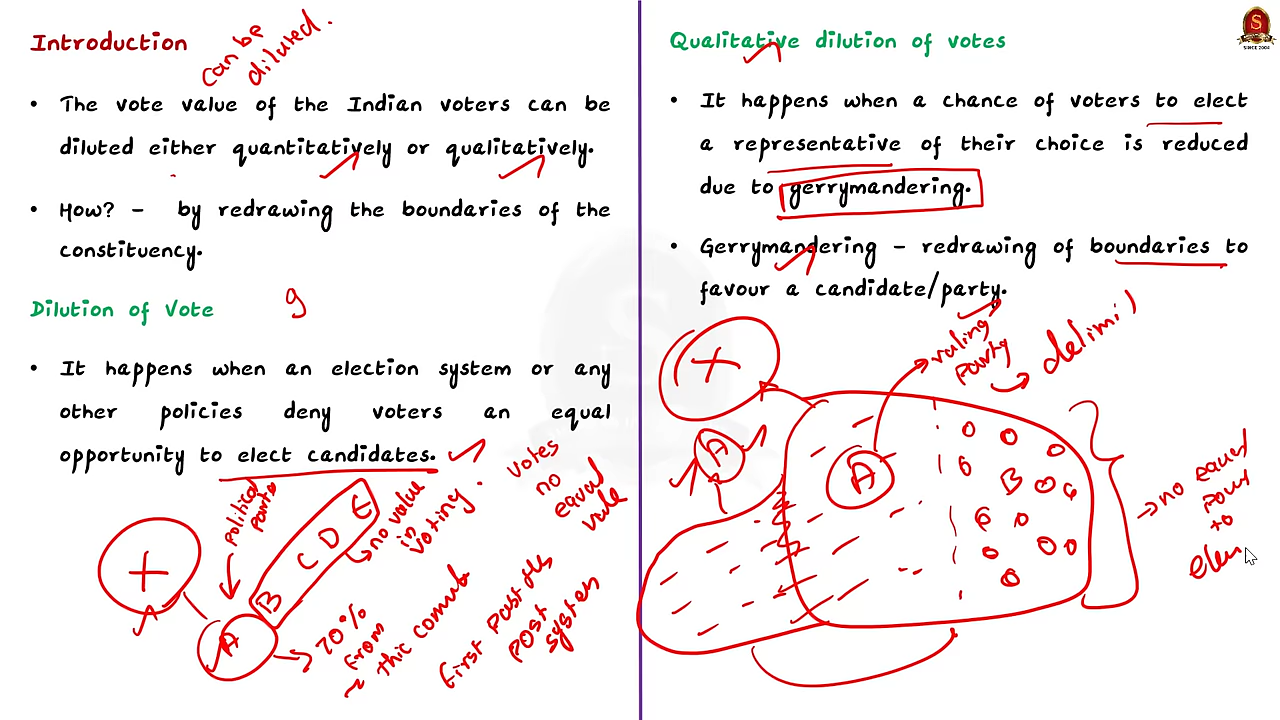 Introduction
can be
diluted.
• The vote value of the Indian voters can be
diluted either quantitatively or qualitatively.
• How? - by redrawing the boundaries of the
constituency.
Dilution of Vote
9
• It happens when an election system or any
other policies deny voters an equal
opportunity to elect candidates.
political
party
+
A
B C D E
no value
in
voting.
votes
no
equal
value
70%
from
this
First Past the
Post
system
S
SINCE 2004
Qualitative dilution of votes
• It happens when a chance of voters to elect
a representative of their choice is reduced
due to gerrymandering.
• Gerrymandering - redrawing of boundaries to
favour a candidate/party.
ruling
party
delimi
+
A
A
B
no equal
to